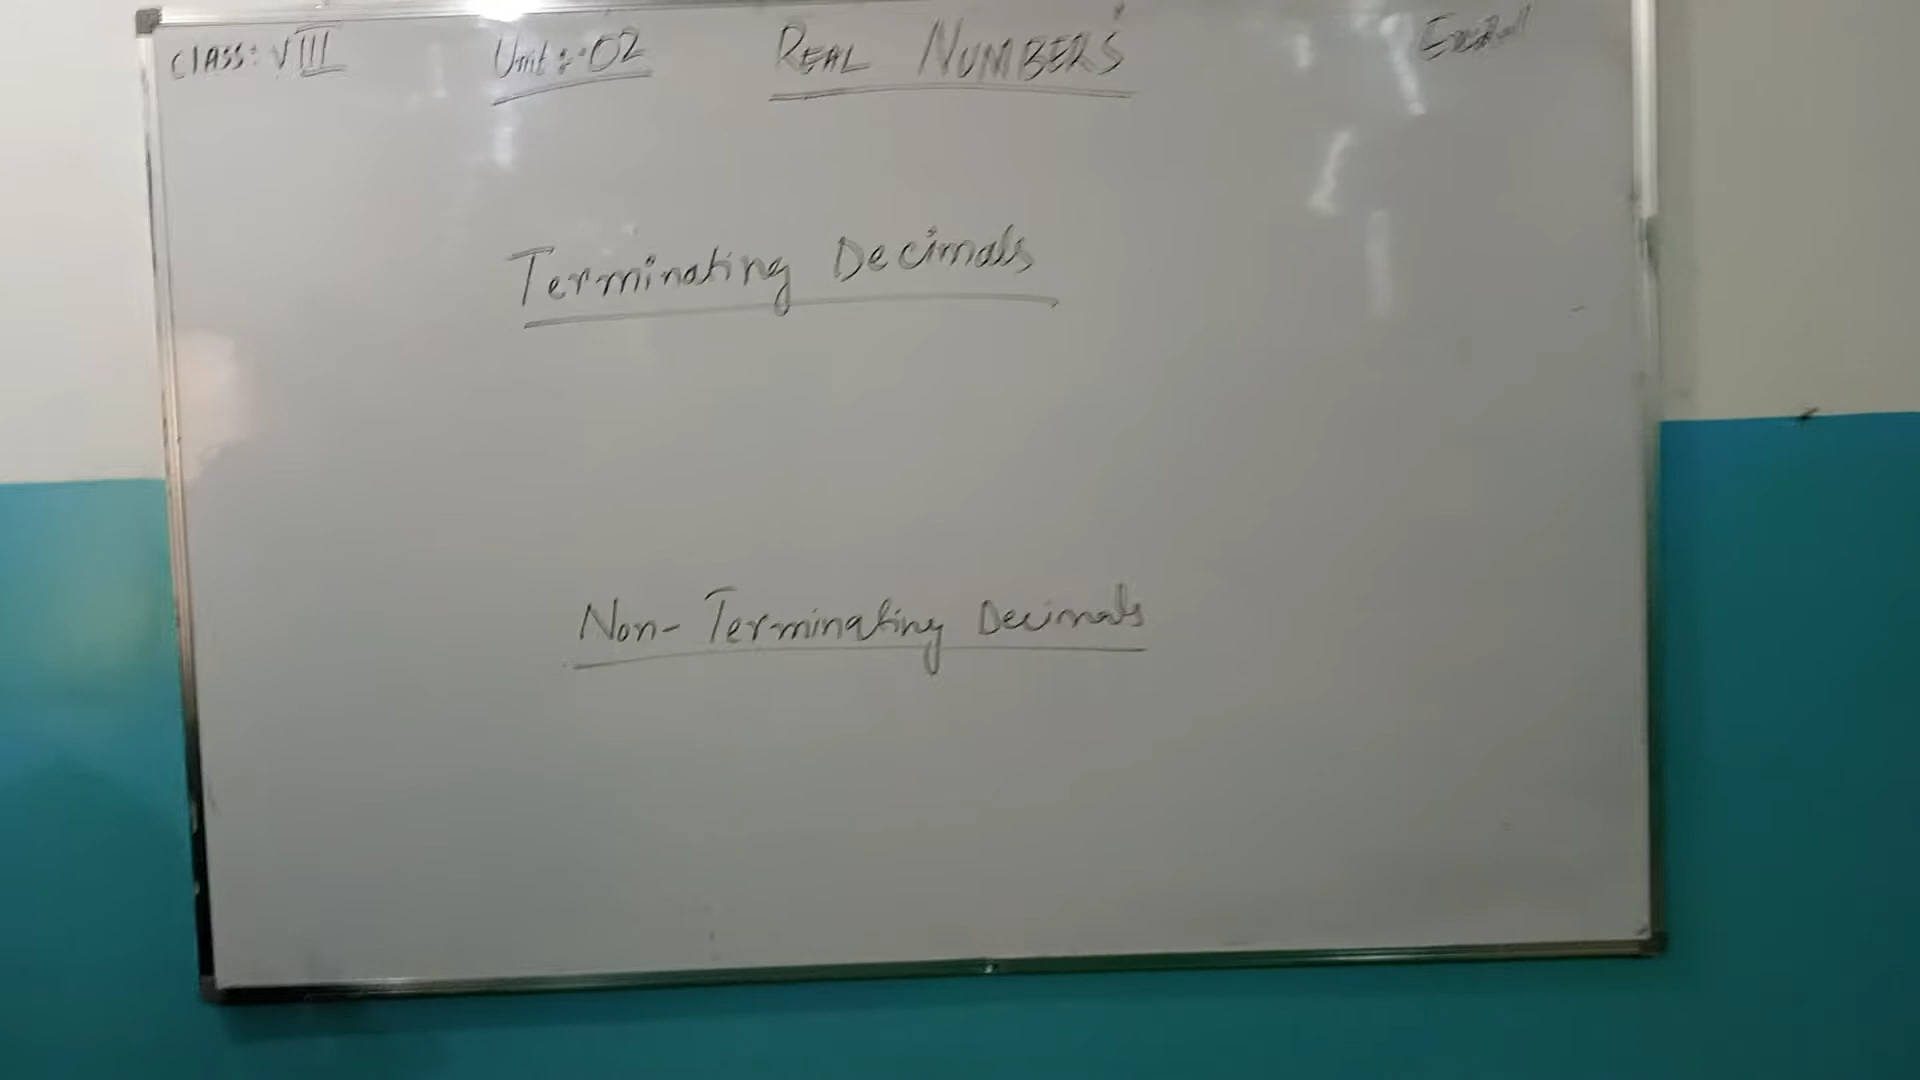 CLASS: VIII Unit: 02 REAL NUMBERS
Terminating Decimals
Non-Terminating Decimals